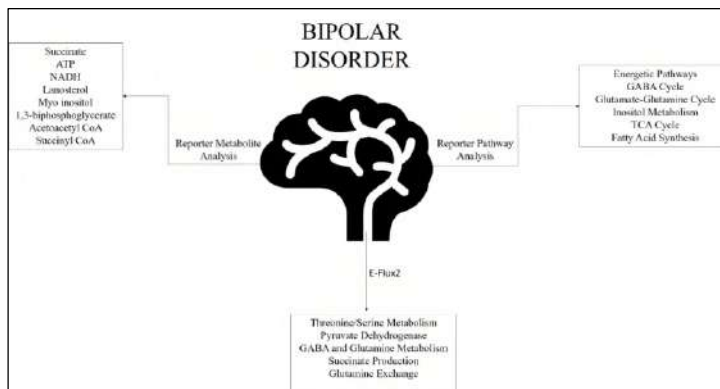 BIPOLAR
DISORDER
Succinate
ATP
NADH
Lanosterol
Myo inositol
1,3-biphosphoglycerate
Acetoacetyl CoA
Succinyl CoA
Reporter Metabolite
Analysis
Reporter Pathway
Analysis
Energetic Pathways
GABA Cycle
Glutamate-Glutamine Cycle
Inositol Metabolism
TCA Cycle
Fatty Acid Synthesis
E-Flux2
Threonine/Serine Metabolism
Pyruvate Dehydrogenase
GABA and Glutamine Metabolism
Succinate Production
Glutamine Exchange